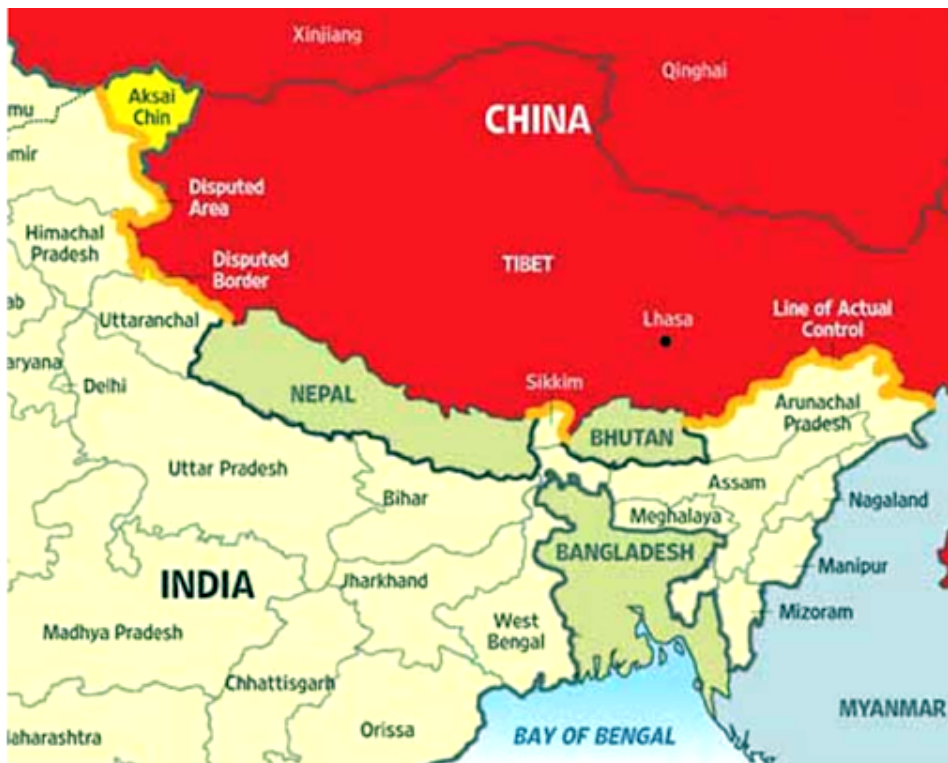 Xinjiang
Qinghai
Aksai
Chin
CHINA
mu
mir
Disputed
Area
Himachal
Pradesh
Disputed
Border
TIBET
ab
Uttaranchal
Lhasa
Line of Actual
Control
aryana
Delhi
NEPAL
Sikkim
Arunachal
Pradesh
BHUTAN
Uttar Pradesh
Bihar
Assam
Nagaland
Meghalaya
BANGLADESH
INDIA
Jharkhand
Manipur
Mizoram
West
Bengal
Madhya Pradesh
Chhattisgarh
MYANMAR
Orissa
aharashtra
BAY OF BENGAL